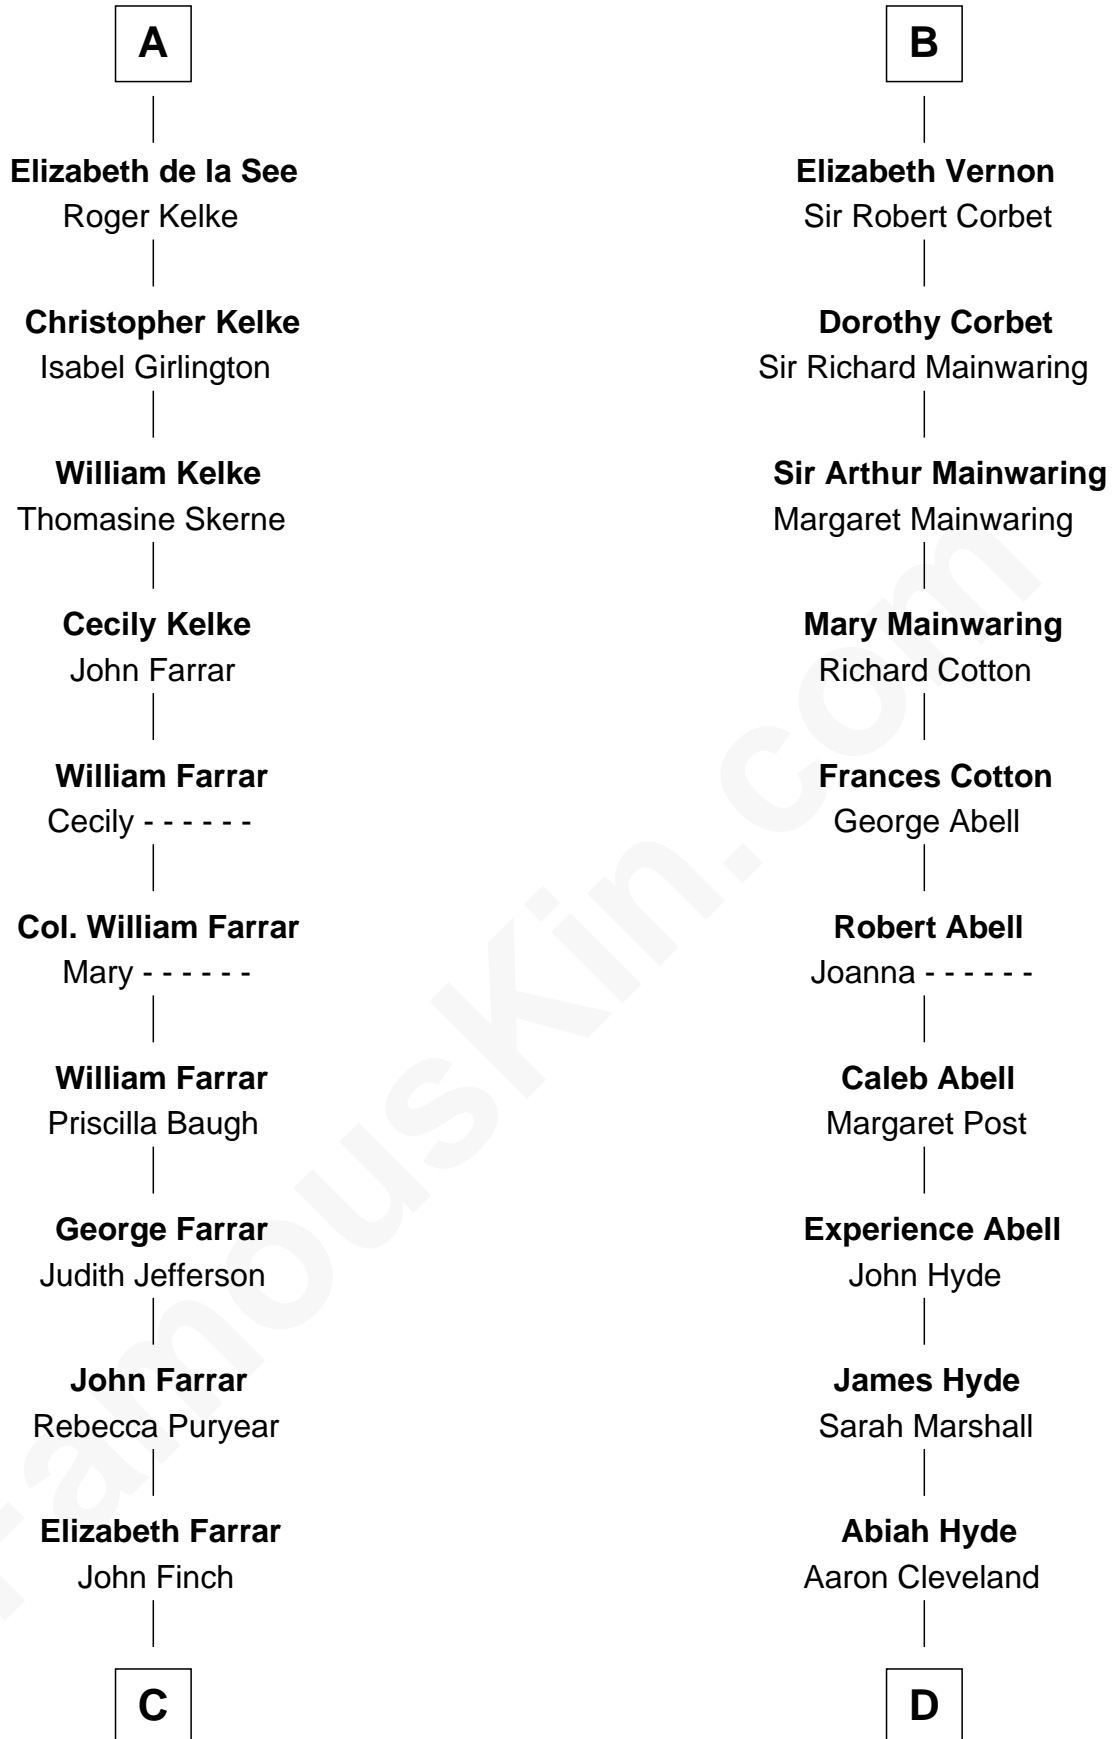 A
Elizabeth de la See
Roger Kelke
Christopher Kelke
Isabel Girlington
William Kelke
Thomasine Skerne
Cecily Kelke
John Farrar
William Farrar
Cecily - - - - - -
Col. William Farrar
Mary - - - - - -
William Farrar
Priscilla Baugh
George Farrar
Judith Jefferson
John Farrar
Rebecca Puryear
Elizabeth Farrar
John Finch
C
B
Elizabeth Vernon
Sir Robert Corbet
Dorothy Corbet
Sir Richard Mainwaring
Sir Arthur Mainwaring
Margaret Mainwaring
Mary Mainwaring
Richard Cotton
Frances Cotton
George Abell
Robert Abell
Joanna - - - - - -
Caleb Abell
Margaret Post
Experience Abell
John Hyde
James Hyde
Sarah Marshall
Abiah Hyde
Aaron Cleveland
D
FamousKin.com